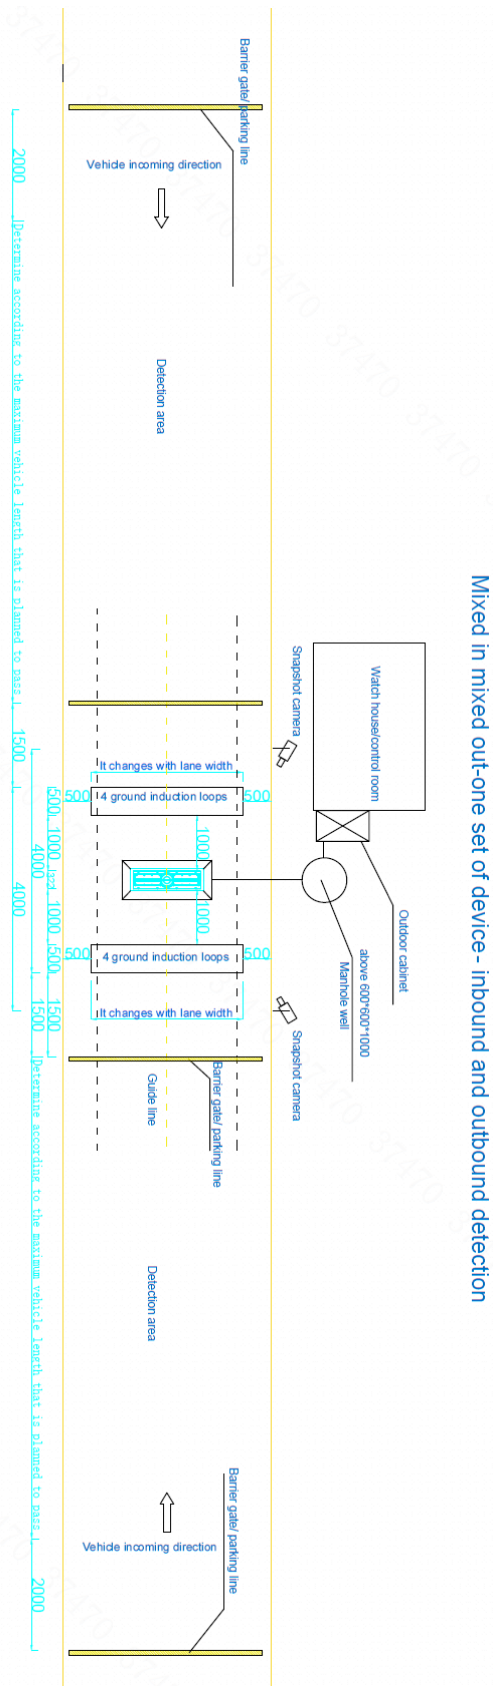 Mixed in mixed out-one set of device- inbound and outbound detection
Barrier gate/ parking line
Vehicle incoming direction
2000
Determine according to the maximum vehicle length that is planned to pass
Detection area
Snapshot camera
Watch house/control room
1500
It changes with lane width
500
4 ground induction loops
500
500
1000
1000
4000
4000
1000
1000
500
Outdoor cabinet
above 600*600*1000
Manhole well
500
4 ground induction loops
500
It changes with lane width
1500
1500
Snapshot camera
Barrier gate/ parking line
Guide line
Determine according to the maximum vehicle length that is planned to pass
Detection area
Barrier gate/ parking line
Vehicle incoming direction
2000
37470